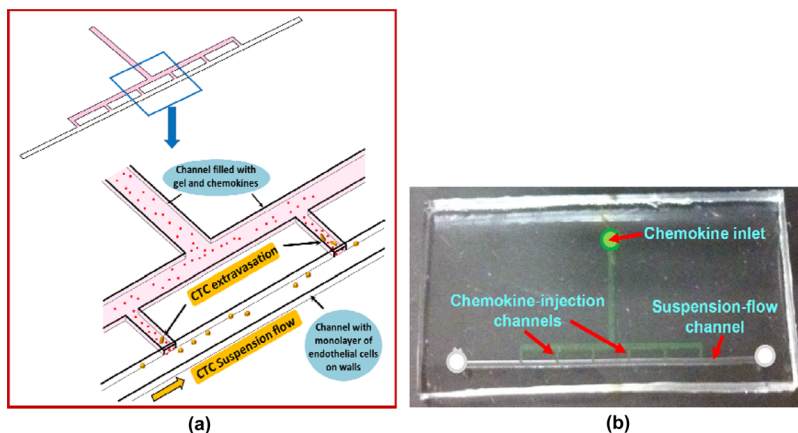 Channel filled with
gel and chemokines
CTC extravasation
CTC Suspension flow
Channel with
monolayer of
endothelial cells
on walls
(a)
Chemokine inlet
Chemokine-injection
channels
Suspension-flow
channel
(b)